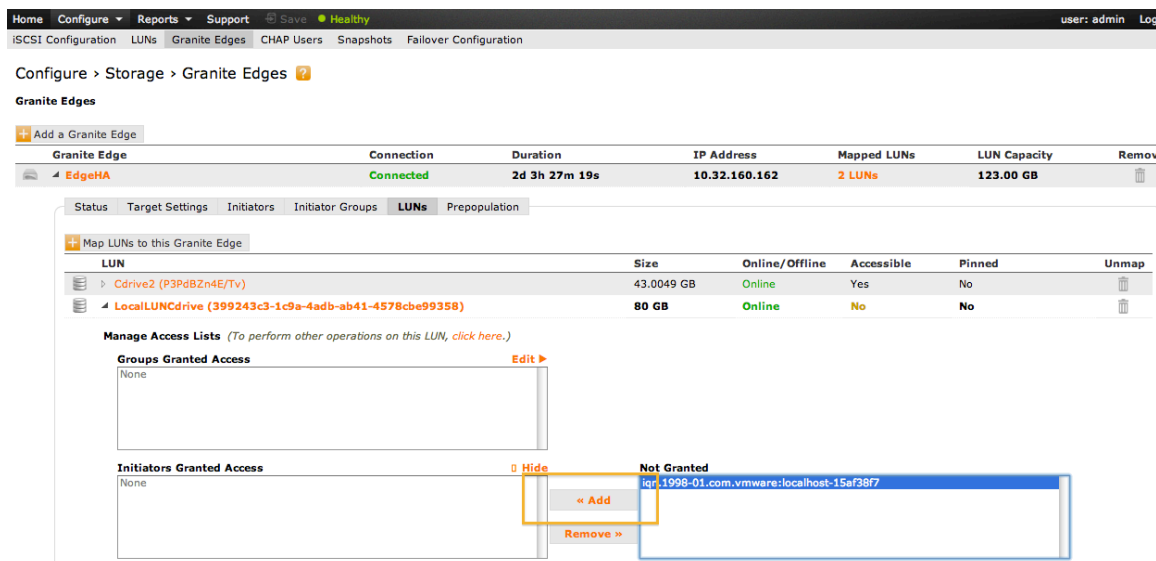 Home Configure ▾ Reports ▾ Support Save Healthy user: admin Log
iSCSI Configuration LUNs Granite Edges CHAP Users Snapshots Failover Configuration
Configure › Storage › Granite Edges ?
Granite Edges
+ Add a Granite Edge
Granite Edge Connection Duration IP Address Mapped LUNs LUN Capacity Remov
EdgeHA Connected 2d 3h 27m 19s 10.32.160.162 2 LUNs 123.00 GB
Status Target Settings Initiators Initiator Groups LUNs Prepopulation
+ Map LUNs to this Granite Edge
LUN Size Online/Offline Accessible Pinned Unmap
Cdrive2 (P3PdBZn4E/Tv) 43.0049 GB Online Yes No
LocalLUNCdrive (399243c3-1c9a-4adb-ab41-4578cbe99358) 80 GB Online No No
Manage Access Lists (To perform other operations on this LUN, click here.)
Groups Granted Access Edit ▶
None
Initiators Granted Access Hide Not Granted
None iqn.1998-01.com.vmware:localhost-15af38f7
« Add
Remove »